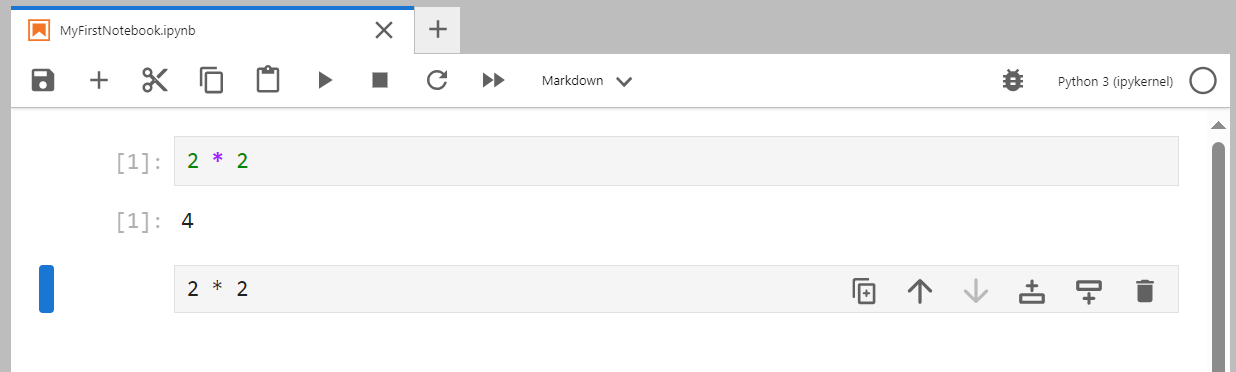 MyFirstNotebook.ipynb
Markdown
Python 3 (ipykernel)
[1]: 2 * 2
[1]: 4
2 * 2